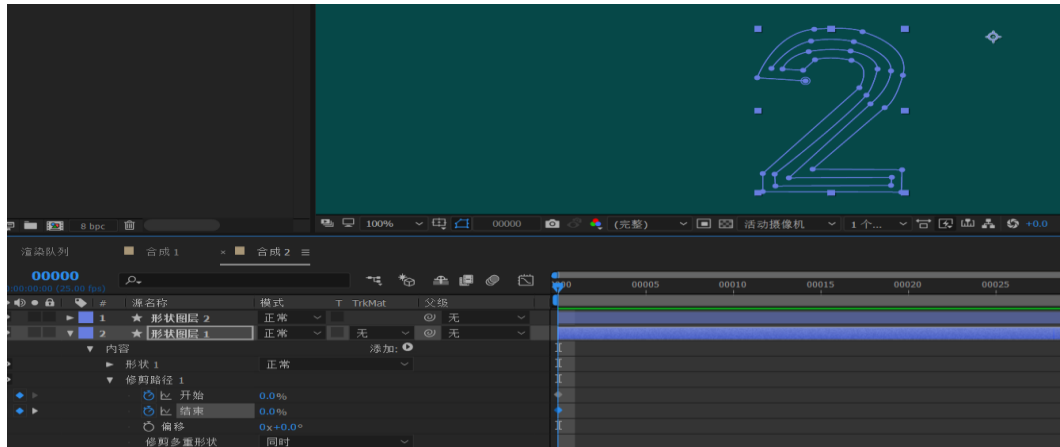 2
8 bpc
100%
00000
(完整)
活动摄像机
1个...
+0.0
渲染队列
合成 1
×
合成 2
00000
0:00:00:00 (25.00 fps)
:00
00005
00010
00015
00020
00025
#
源名称
模式
T TrkMat
父级
1
形状图层 2
正常
无
2
形状图层 1
正常
无
无
内容
添加:
形状 1
正常
修剪路径 1
开始
0.0%
结束
0.0%
偏移
0x+0.0°
修剪多重形状
同时